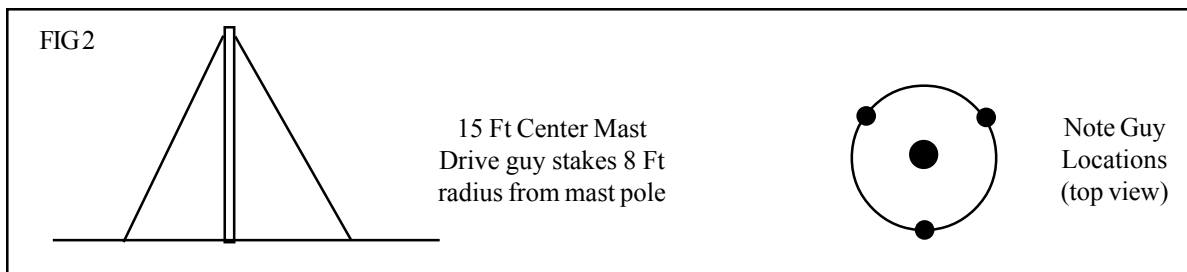 FIG 2
15 Ft Center Mast
Drive guy stakes 8 Ft
radius from mast pole
Note Guy
Locations
(top view)